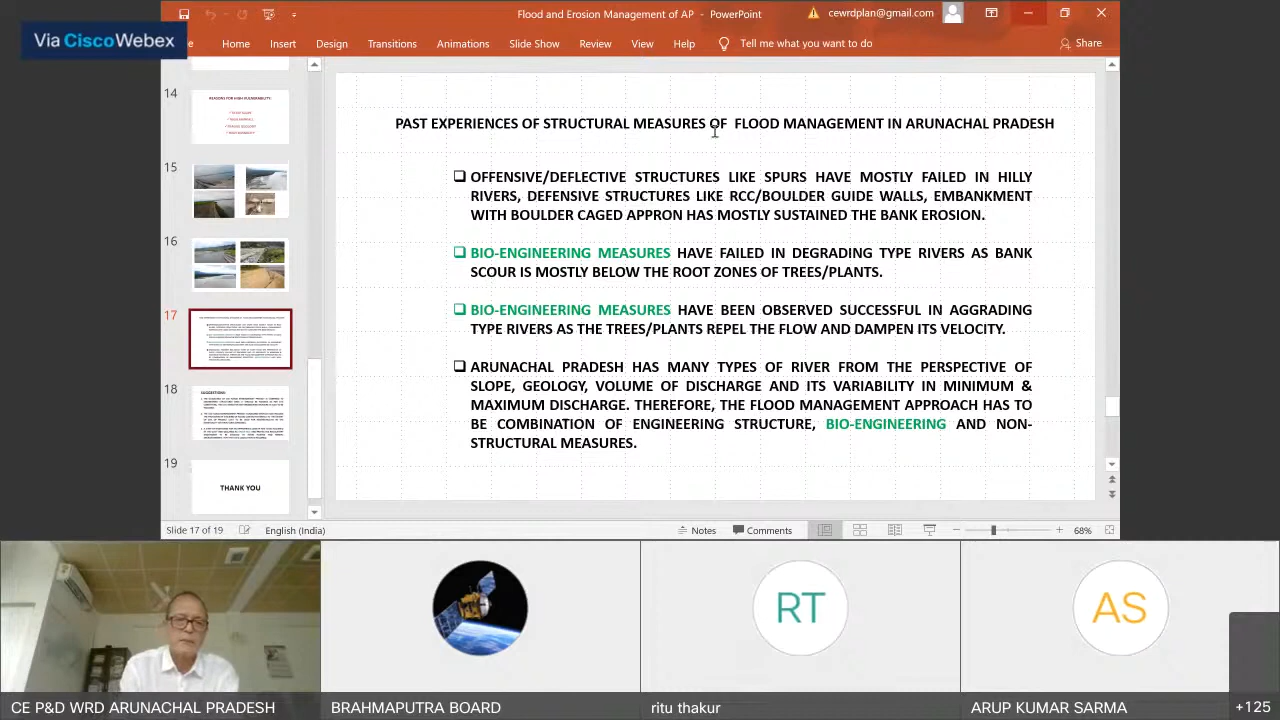 Flood and Erosion Management of AP - PowerPoint
cewrdplan@gmail.com
Via CiscoWebex
Home Insert Design Transitions Animations Slide Show Review View Help Tell me what you want to do Share
14
15
16
17
18
SUGGESTIONS:
19
THANK YOU
PAST EXPERIENCES OF STRUCTURAL MEASURES OF FLOOD MANAGEMENT IN ARUNACHAL PRADESH
OFFENSIVE/DEFLECTIVE STRUCTURES LIKE SPURS HAVE MOSTLY FAILED IN HILLY
RIVERS, DEFENSIVE STRUCTURES LIKE RCC/BOULDER GUIDE WALLS, EMBANKMENT
WITH BOULDER CAGED APPRON HAS MOSTLY SUSTAINED THE BANK EROSION.
BIO-ENGINEERING MEASURES HAVE FAILED IN DEGRADING TYPE RIVERS AS BANK
SCOUR IS MOSTLY BELOW THE ROOT ZONES OF TREES/PLANTS.
BIO-ENGINEERING MEASURES HAVE BEEN OBSERVED SUCCESSFUL IN AGGRADING
TYPE RIVERS AS THE TREES/PLANTS REPEL THE FLOW AND DAMPEN ITS VELOCITY.
ARUNACHAL PRADESH HAS MANY TYPES OF RIVER FROM THE PERSPECTIVE OF
SLOPE, GEOLOGY, VOLUME OF DISCHARGE AND ITS VARIABILITY IN MINIMUM &
MAXIMUM DISCHARGE. THEREFORE THE FLOOD MANAGEMENT APPROACH HAS TO
BE COMBINATION OF ENGINEERING STRUCTURE, BIO-ENGINEERING AND NON-
STRUCTURAL MEASURES.
Slide 17 of 19 English (India) Notes Comments 68%
RT
AS
CE P&D WRD ARUNACHAL PRADESH
BRAHMAPUTRA BOARD
ritu thakur
ARUP KUMAR SARMA
+125